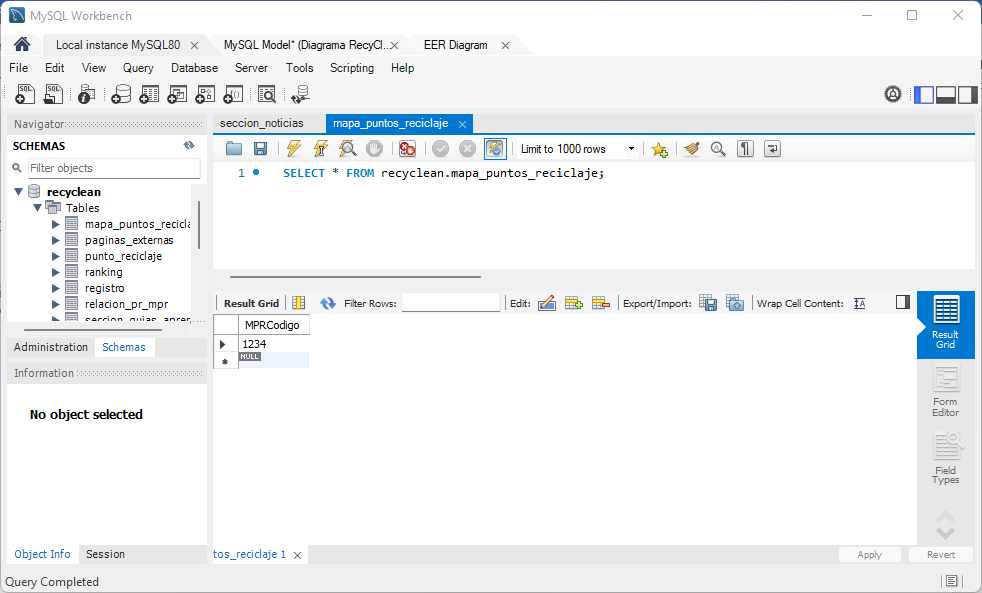 MySQL Workbench
Local instance MySQL80
MySQL Model* (Diagrama RecyCl...
EER Diagram
File Edit View Query Database Server Tools Scripting Help
Navigator
SCHEMAS
Filter objects
recyclean
Tables
mapa_puntos_recicla
paginas_externas
punto_reciclaje
ranking
registro
relacion_pr_mpr
seccion_guias_apren
Administration Schemas
Information
No object selected
Object Info Session
seccion_noticias mapa_puntos_reciclaje
Limit to 1000 rows
1 SELECT * FROM recyclean.mapa_puntos_reciclaje;
Result Grid Filter Rows: Edit: Export/Import: Wrap Cell Content:
MPRCodigo
1234
NULL
Result
Grid
Form
Editor
Field
Types
tos_reciclaje 1
Apply Revert
Query Completed